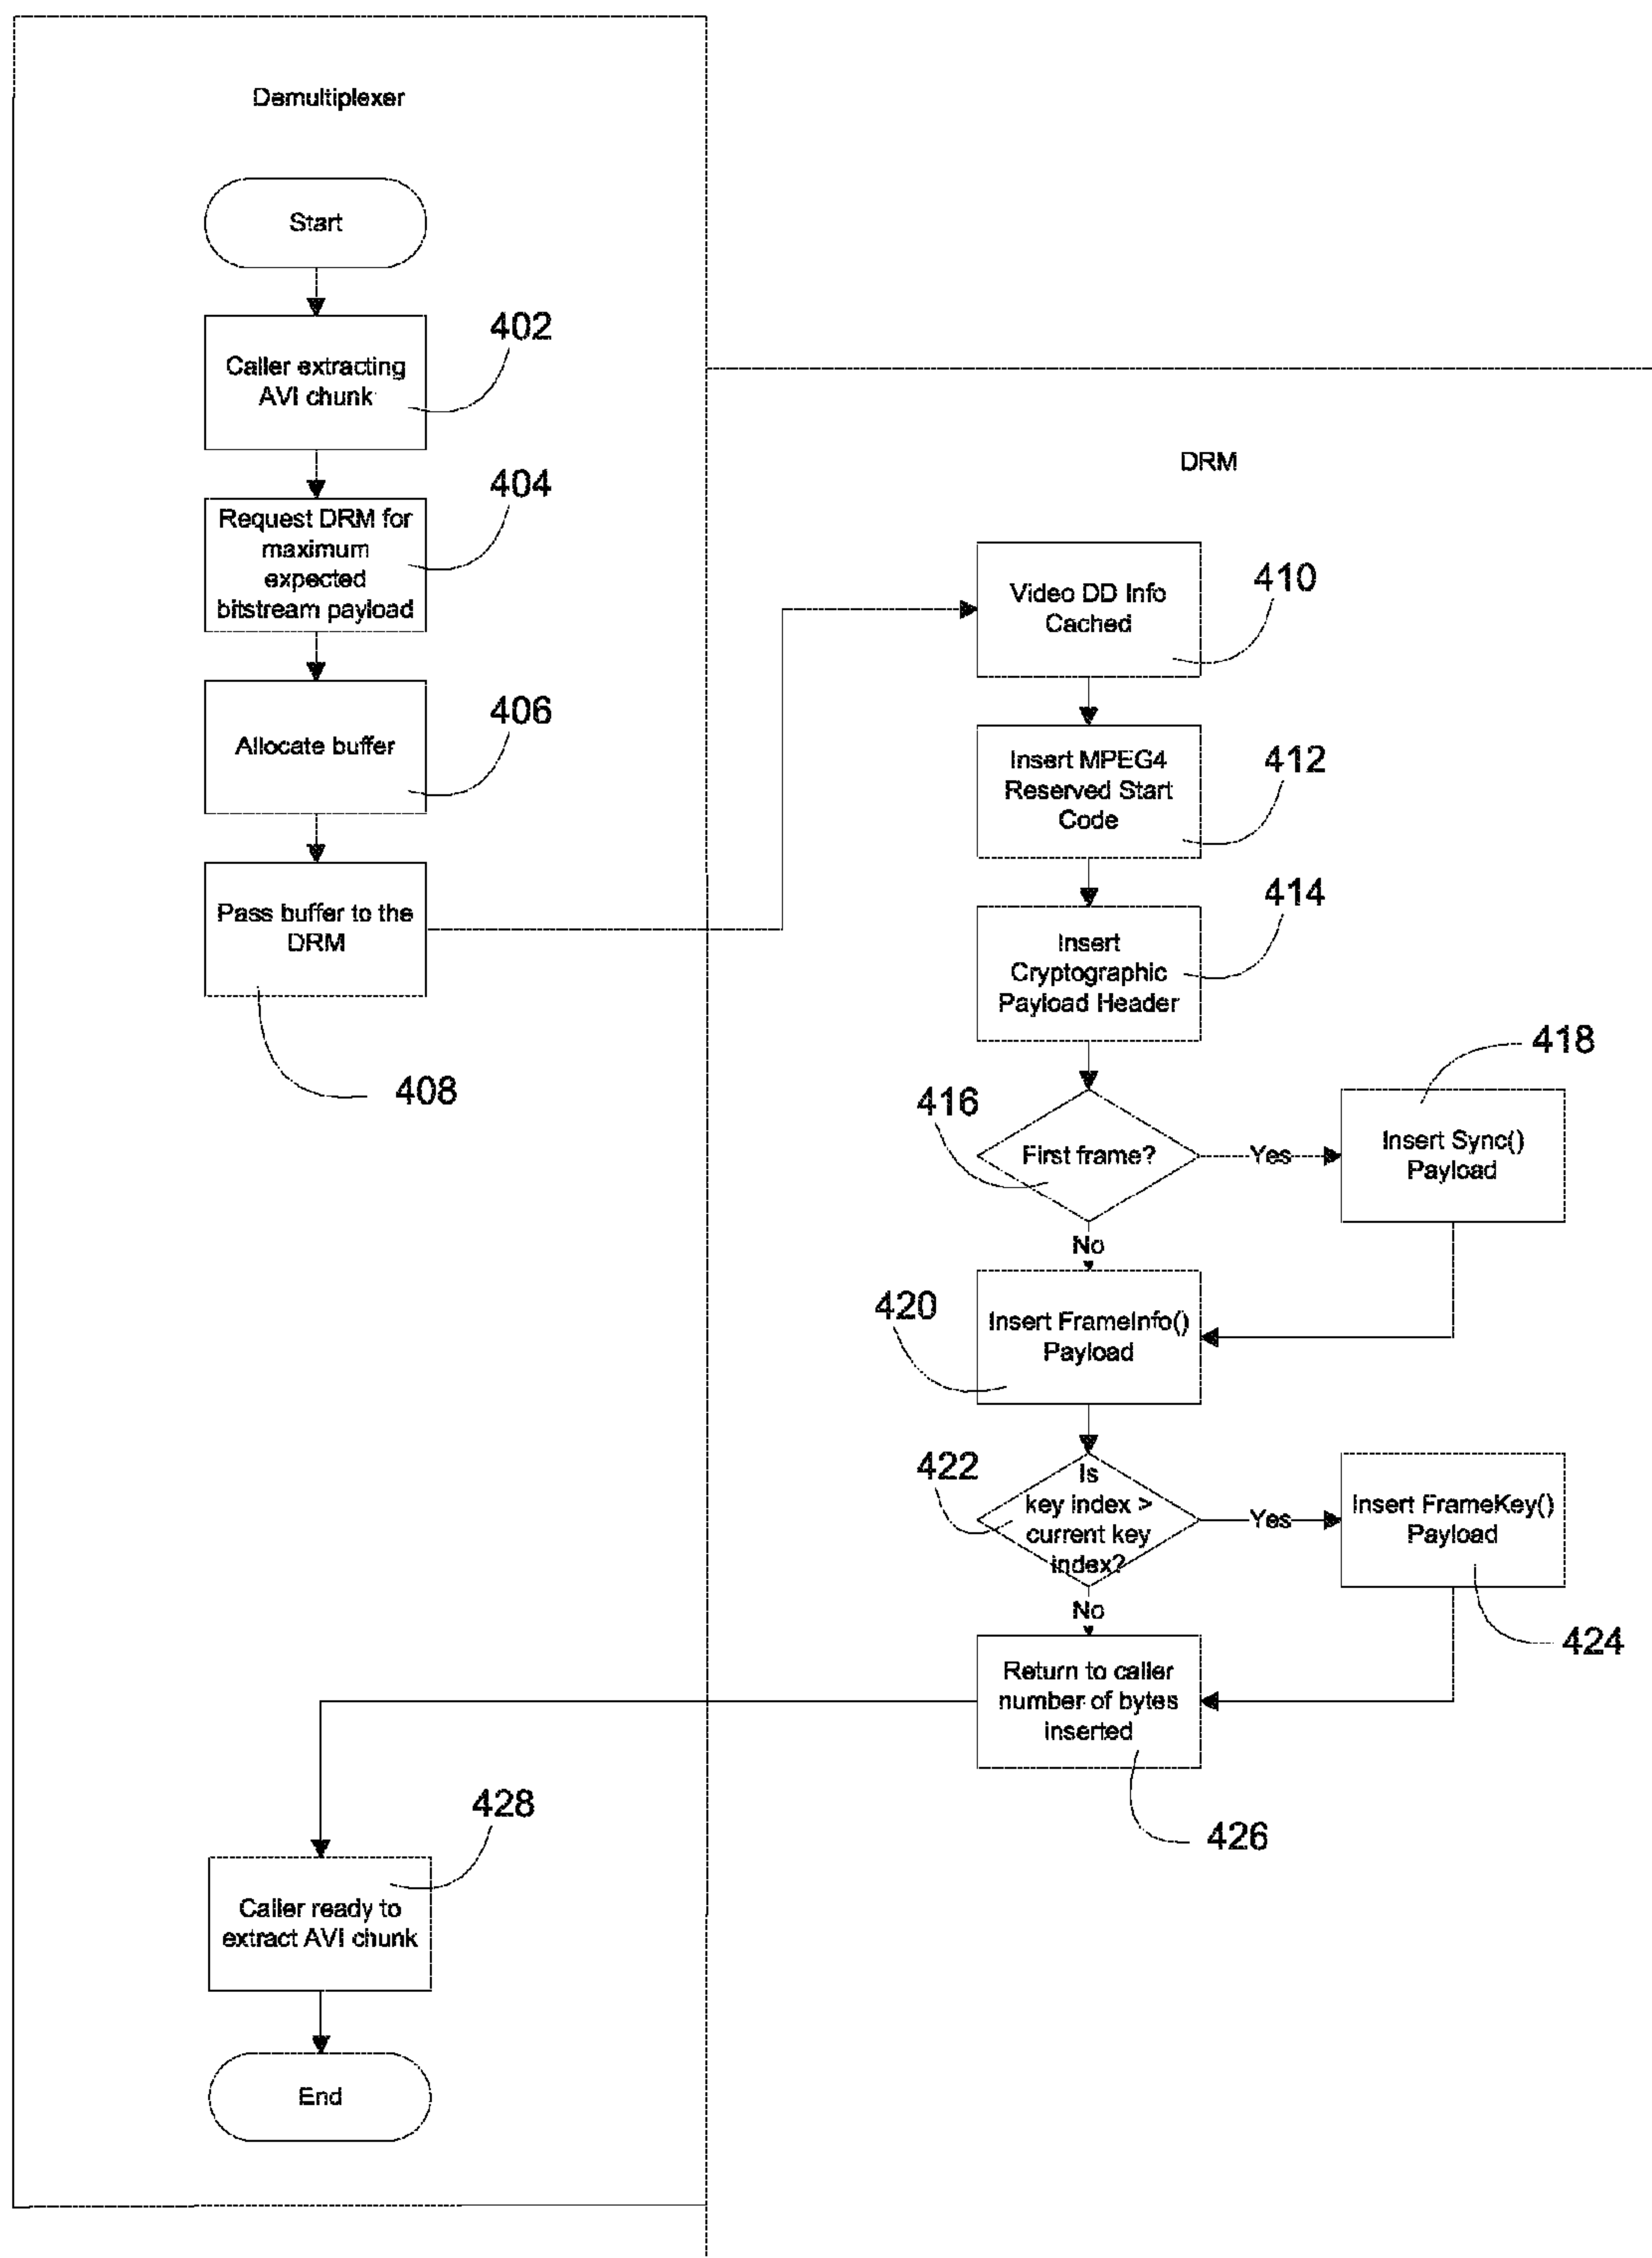 Demultiplexer
Start
402
Caller extracting
AVI chunk
404
Request DRM for
maximum
expected
bitstream payload
406
Allocate buffer
Pass buffer to the
DRM
408
DRM
410
Video DD Info
Cached
412
Insert MPEG4
Reserved Start
Code
414
Insert
Cryptographic
Payload Header
416
First frame?
Yes
418
Insert Sync()
Payload
No
420
Insert FrameInfo()
Payload
422
Is
key index >
current key
index?
Yes
Insert FrameKey()
Payload
424
No
Return to caller
number of bytes
inserted
426
428
Caller ready to
extract AVI chunk
End